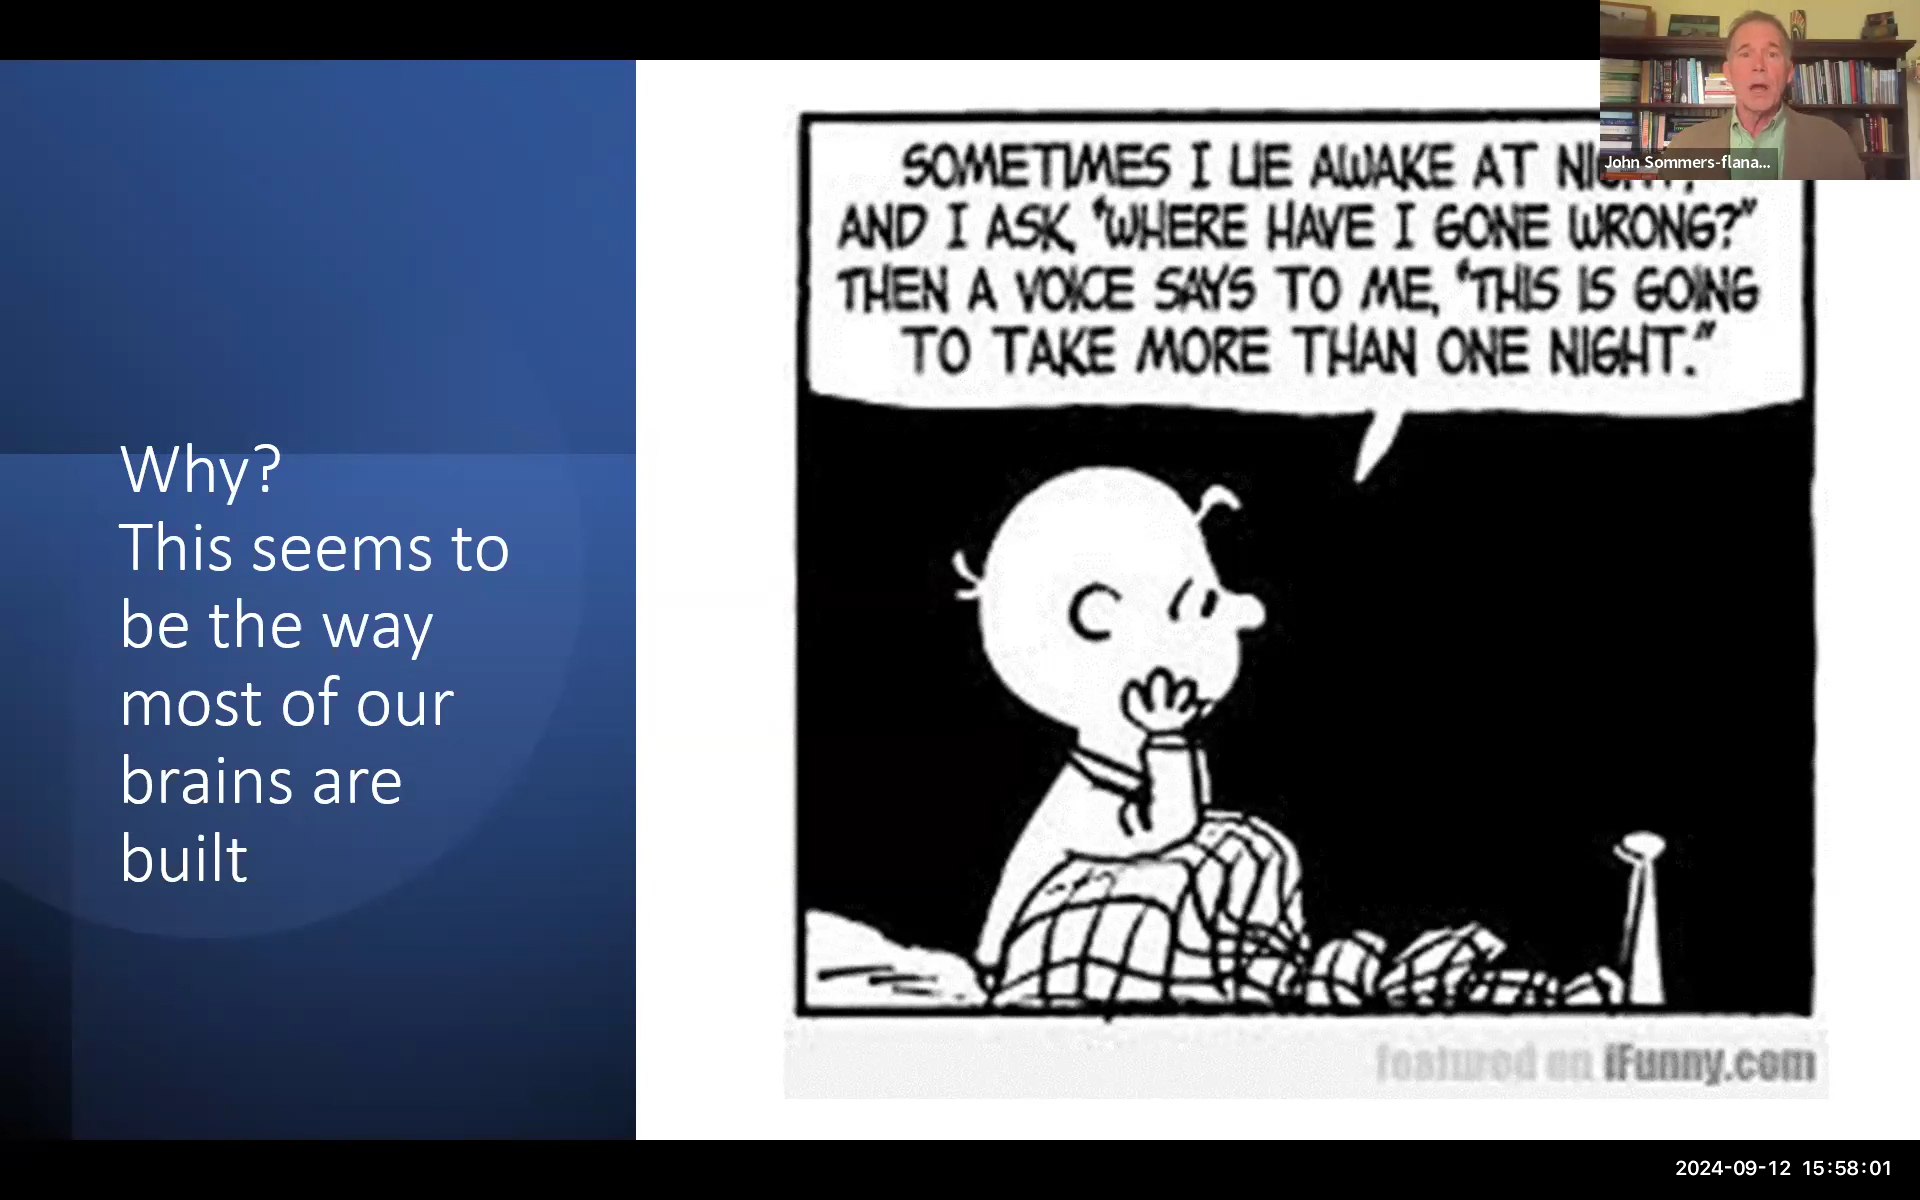 Why?
This seems to
be the way
most of our
brains are
built
SOMETIMES I LIE AWAKE AT
AND I ASK, "WHERE HAVE I GONE WRONG?"
THEN A VOICE SAYS TO ME, "THIS IS GOING
TO TAKE MORE THAN ONE NIGHT."
featured on iFunny.com
John Sommers-flana...
2024-09-12 15:58:01